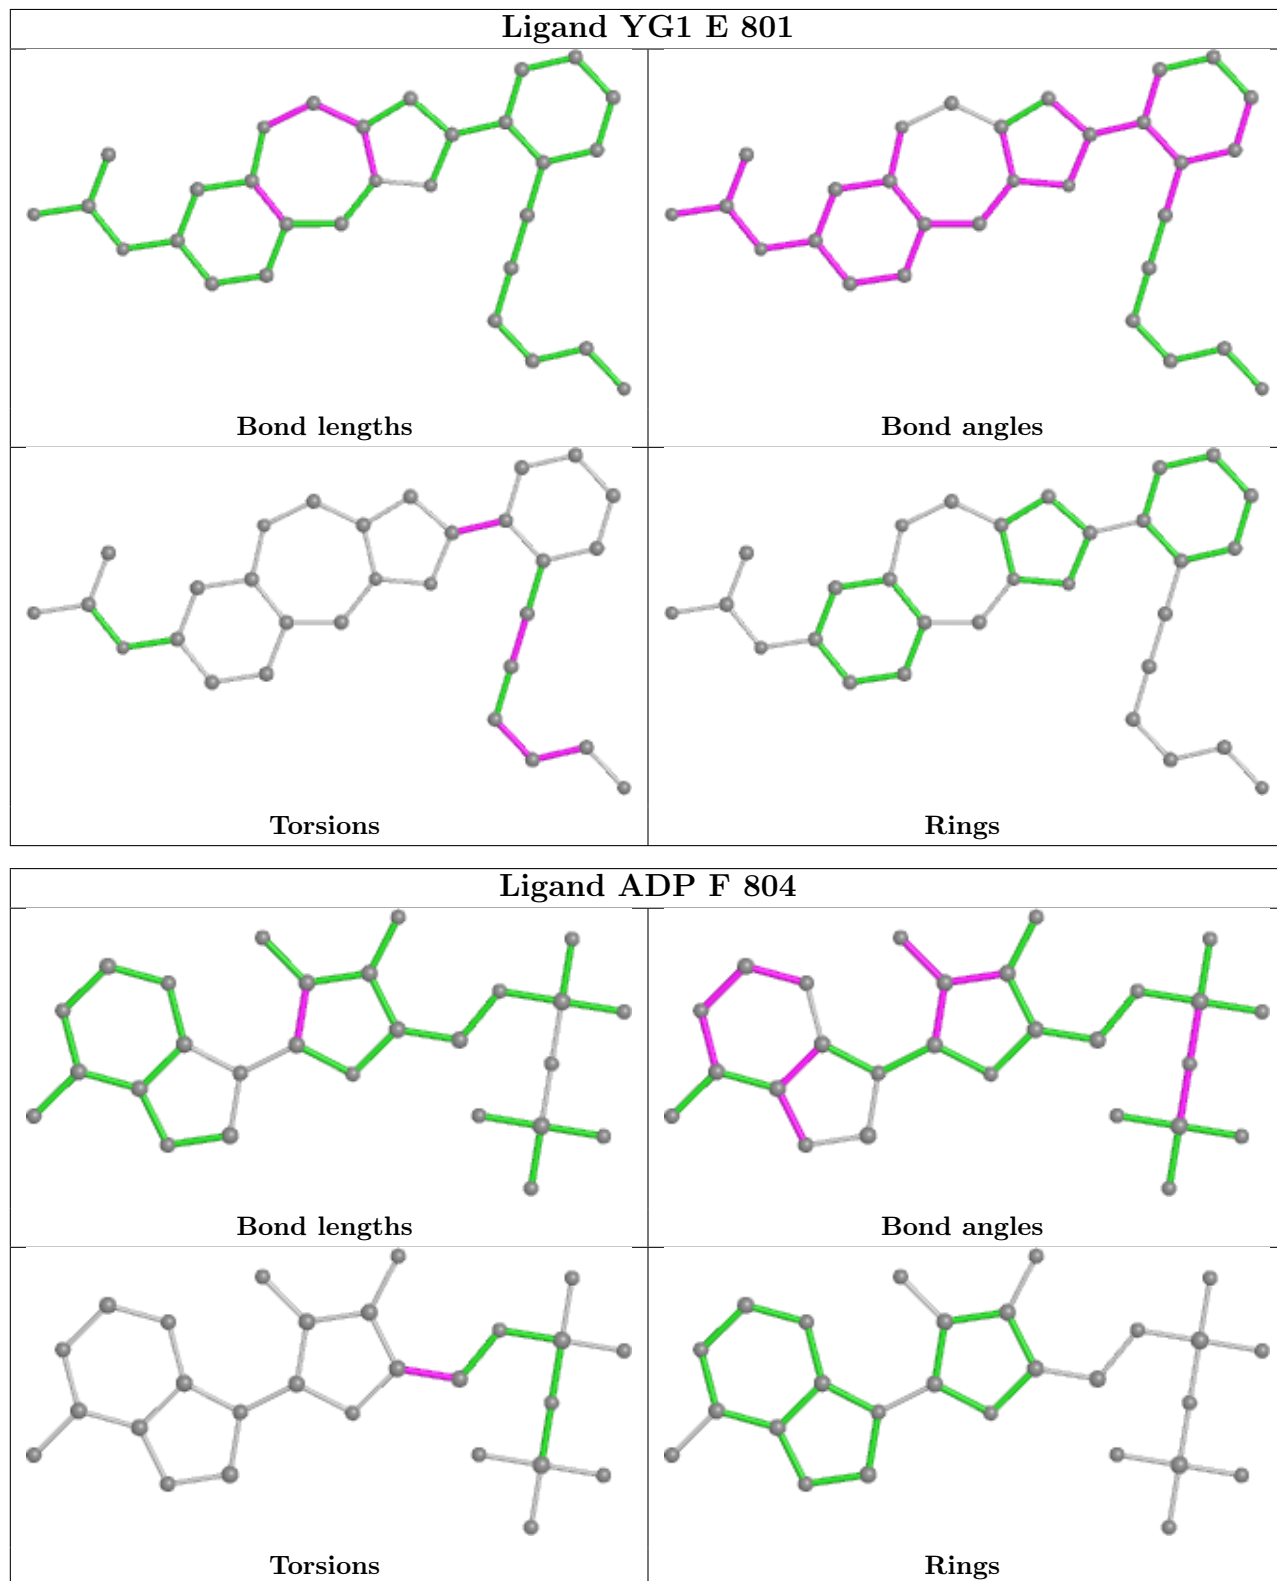 Ligand YG1 E 801
Bond lengths
Bond angles
Torsions
Rings
Ligand ADP F 804
Bond lengths
Bond angles
Torsions
Rings